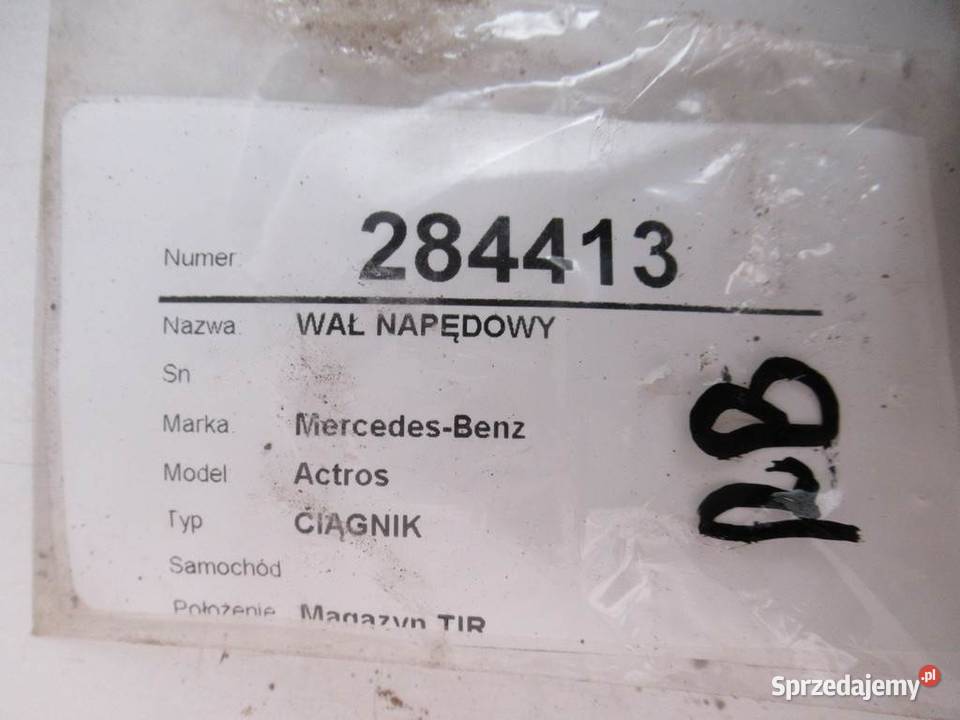 Numer 284413
Nazwa WAŁ NAPĘDOWY
Sn
Marka Mercedes-Benz
Model Actros
Typ CIĄGNIK
Samochód
Położenie Magazyn TIR
Sprzedajemy.pl